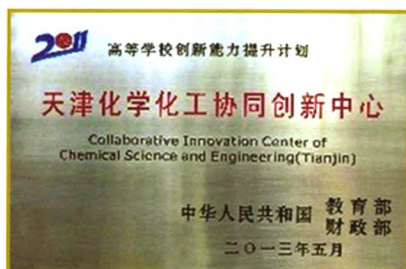 2011 高等学校创新能力提升计划
天津化学化工协同创新中心
Collaborative Innovation Center of
Chemical Science and Engineering(Tianjin)
中华人民共和国 教育部
财政部
二〇一三年五月